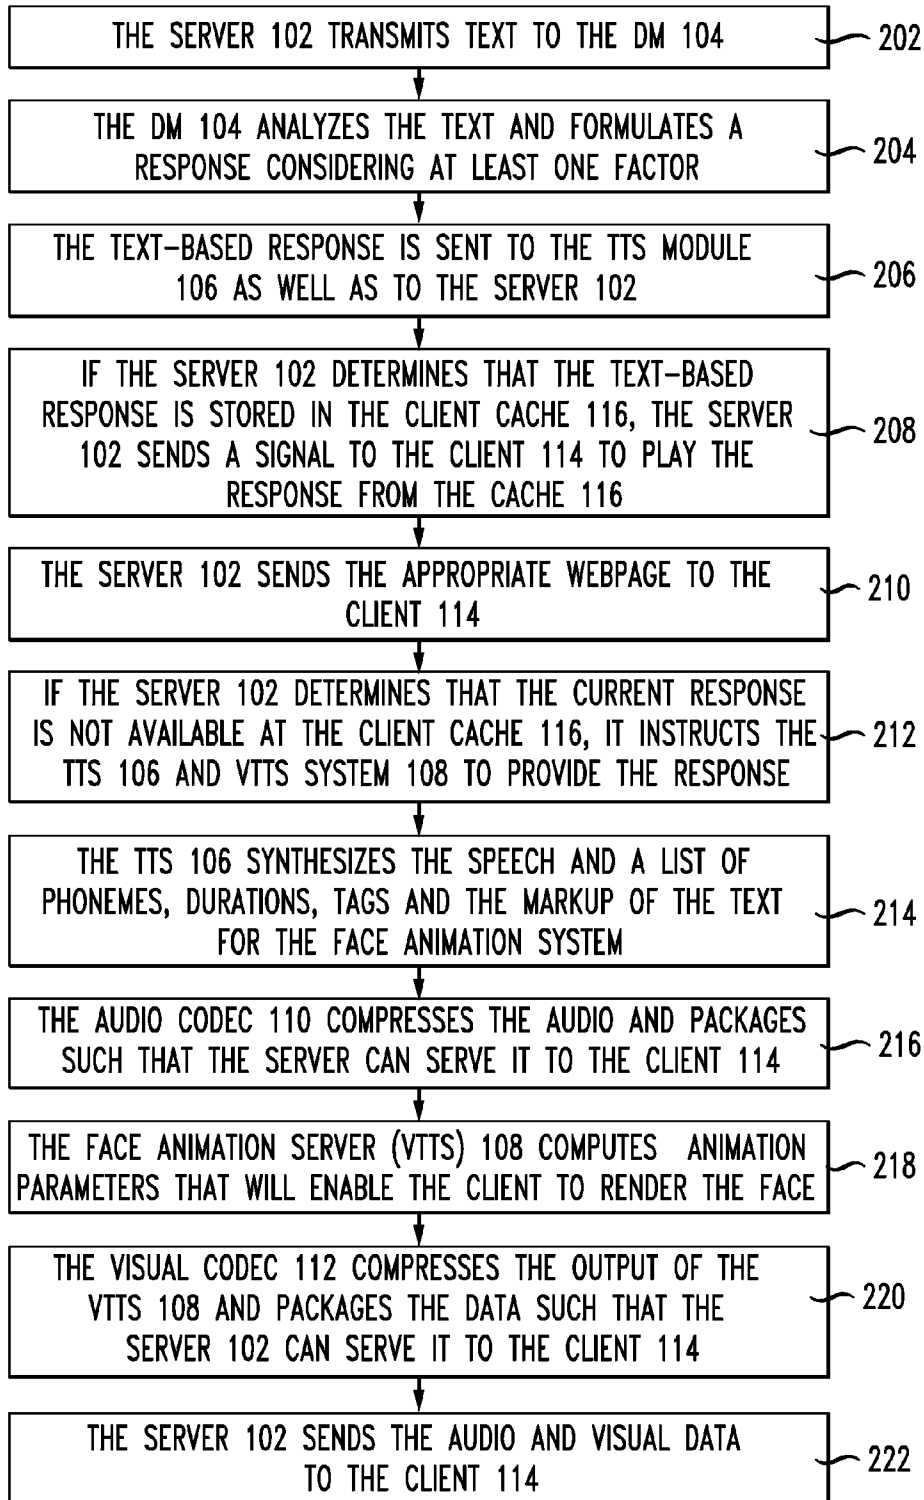 THE SERVER 102 TRANSMITS TEXT TO THE DM 104
202
THE DM 104 ANALYZES THE TEXT AND FORMULATES A
RESPONSE CONSIDERING AT LEAST ONE FACTOR
204
THE TEXT-BASED RESPONSE IS SENT TO THE TTS MODULE
106 AS WELL AS TO THE SERVER 102
206
IF THE SERVER 102 DETERMINES THAT THE TEXT-BASED
RESPONSE IS STORED IN THE CLIENT CACHE 116, THE SERVER
102 SENDS A SIGNAL TO THE CLIENT 114 TO PLAY THE
RESPONSE FROM THE CACHE 116
208
THE SERVER 102 SENDS THE APPROPRIATE WEBPAGE TO THE
CLIENT 114
210
IF THE SERVER 102 DETERMINES THAT THE CURRENT RESPONSE
IS NOT AVAILABLE AT THE CLIENT CACHE 116, IT INSTRUCTS THE
TTS 106 AND VTTS SYSTEM 108 TO PROVIDE THE RESPONSE
212
THE TTS 106 SYNTHESIZES THE SPEECH AND A LIST OF
PHONEMES, DURATIONS, TAGS AND THE MARKUP OF THE TEXT
FOR THE FACE ANIMATION SYSTEM
214
THE AUDIO CODEC 110 COMPRESSES THE AUDIO AND PACKAGES
SUCH THAT THE SERVER CAN SERVE IT TO THE CLIENT 114
216
THE FACE ANIMATION SERVER (VTTS) 108 COMPUTES ANIMATION
PARAMETERS THAT WILL ENABLE THE CLIENT TO RENDER THE FACE
218
THE VISUAL CODEC 112 COMPRESSES THE OUTPUT OF THE
VTTS 108 AND PACKAGES THE DATA SUCH THAT THE
SERVER 102 CAN SERVE IT TO THE CLIENT 114
220
THE SERVER 102 SENDS THE AUDIO AND VISUAL DATA
TO THE CLIENT 114
222